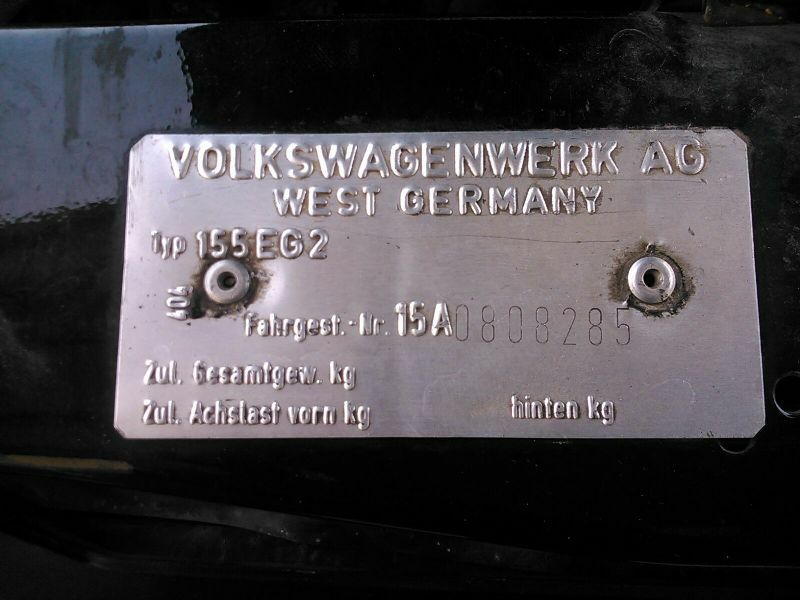 VOLKSWAGENWERK AG
WEST GERMANY
Typ 155EG2
404
Fahrgest.-Nr. 15A0808285
Zul. Gesamtgew. kg
Zul. Achslast vorn kg hinten kg